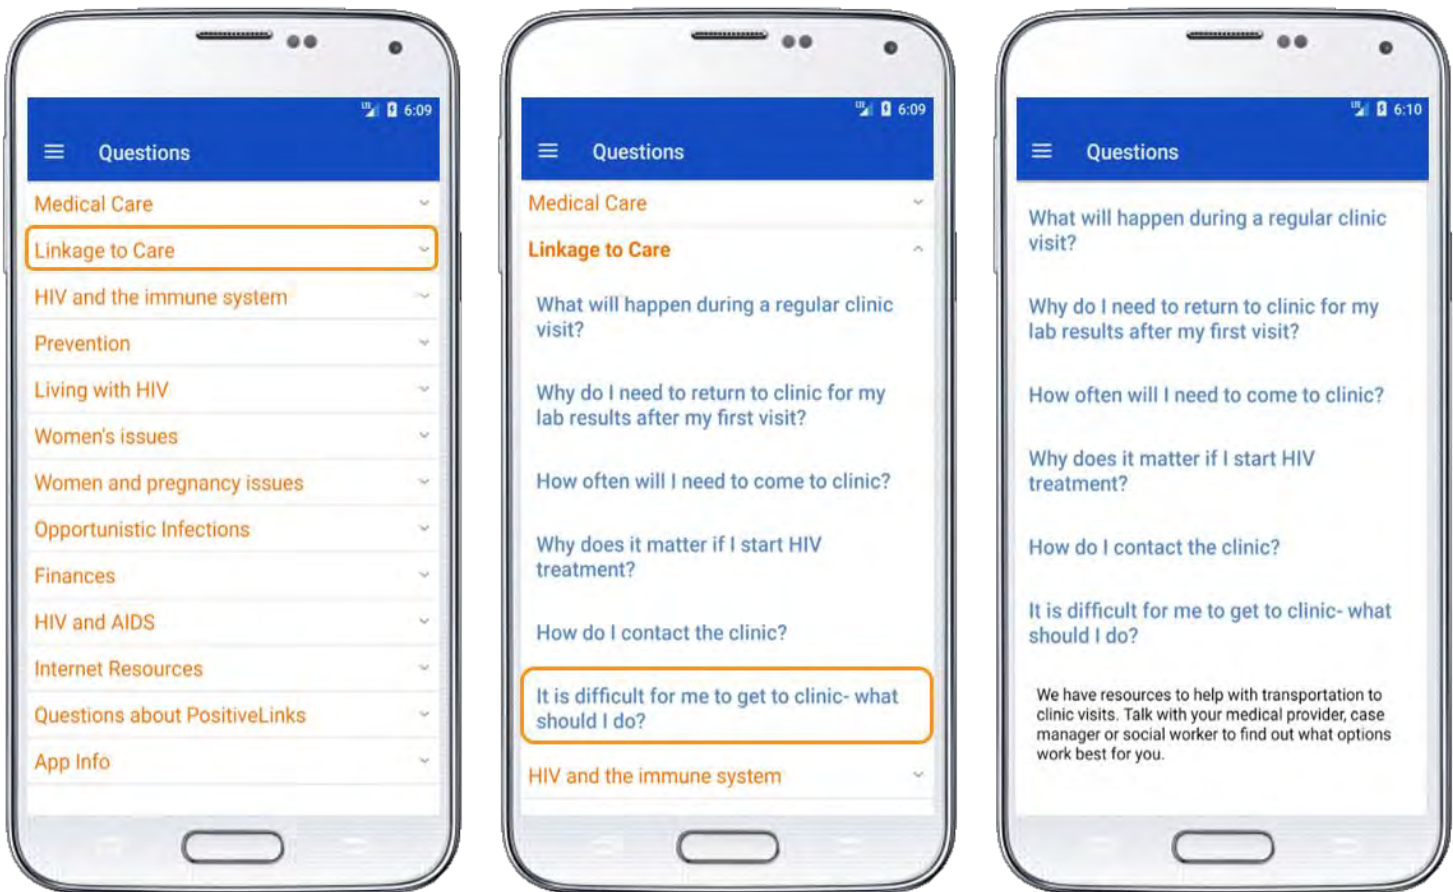 6:09
Questions
Medical Care
Linkage to Care
HIV and the immune system
Prevention
Living with HIV
Women's issues
Women and pregnancy issues
Opportunistic Infections
Finances
HIV and AIDS
Internet Resources
Questions about PositiveLinks
App Info
6:09
Questions
Medical Care
Linkage to Care
What will happen during a regular clinic
visit?
Why do I need to return to clinic for my
lab results after my first visit?
How often will I need to come to clinic?
Why does it matter if I start HIV
treatment?
How do I contact the clinic?
It is difficult for me to get to clinic- what
should I do?
HIV and the immune system
6:10
Questions
What will happen during a regular clinic
visit?
Why do I need to return to clinic for my
lab results after my first visit?
How often will I need to come to clinic?
Why does it matter if I start HIV
treatment?
How do I contact the clinic?
It is difficult for me to get to clinic- what
should I do?
We have resources to help with transportation to
clinic visits. Talk with your medical provider, case
manager or social worker to find out what options
work best for you.